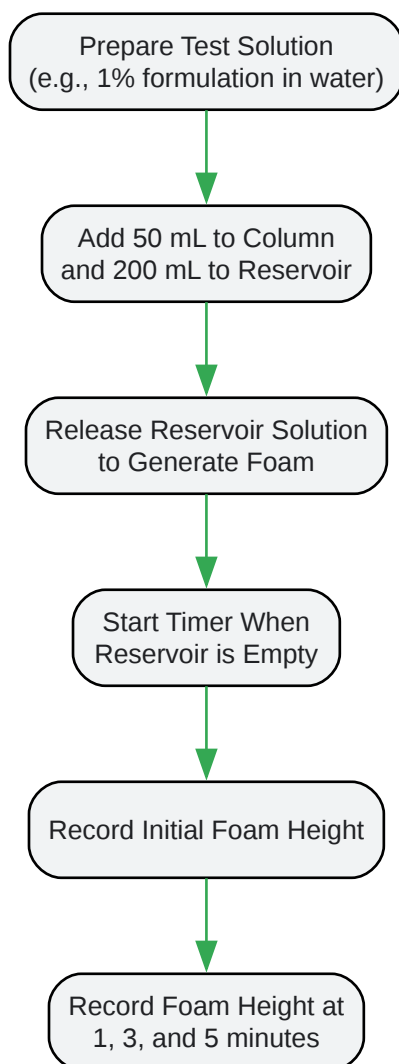 Prepare Test Solution
(e.g., 1% formulation in water)
Add 50 mL to Column
and 200 mL to Reservoir
Release Reservoir Solution
to Generate Foam
Start Timer When
Reservoir is Empty
Record Initial Foam Height
Record Foam Height at
1, 3, and 5 minutes